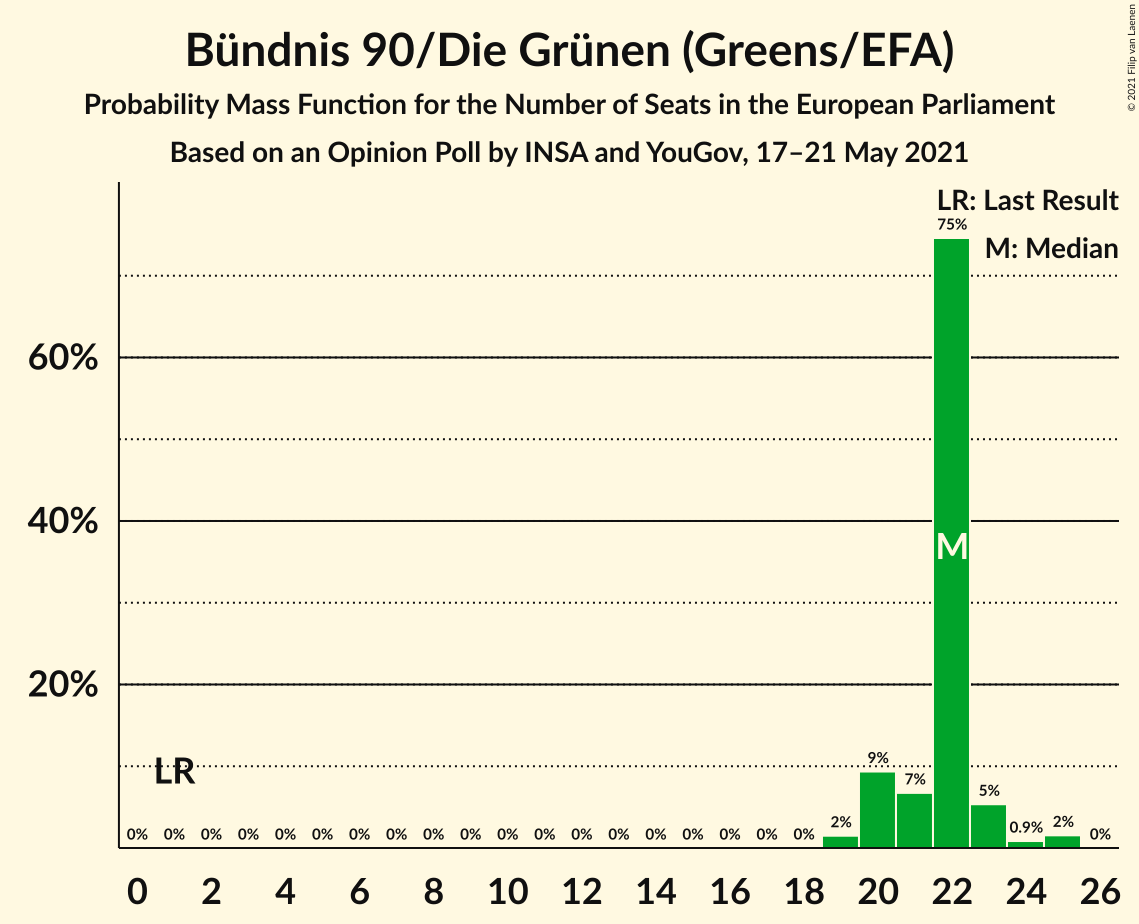 Bündnis 90/Die Grünen (Greens/EFA)
Probability Mass Function for the Number of Seats in the European Parliament
Based on an Opinion Poll by INSA and YouGov, 17–21 May 2021
© 2021 Filip van Laenen
LR: Last Result
75%
M: Median
60%
40%
M
20%
LR
9%
7%
5%
2%
0.9%
2%
0% 0% 0% 0% 0% 0% 0% 0% 0% 0% 0% 0% 0% 0% 0% 0% 0% 0% 0% 0%
0 2 4 6 8 10 12 14 16 18 20 22 24 26